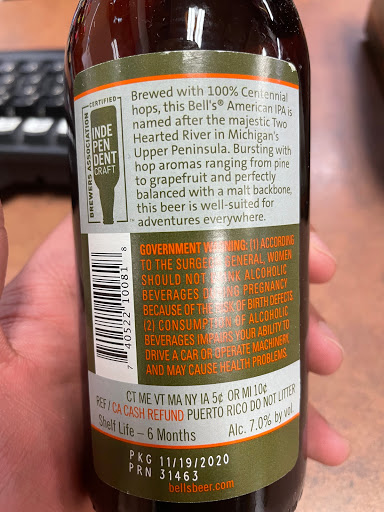 Brewed with 100% Centennial
hops, this Bell's® American IPA is
named after the majestic Two
Hearted River in Michigan's
Upper Peninsula. Bursting with
hop aromas ranging from pine
to grapefruit and perfectly
balanced with a malt backbone,
this beer is well-suited for
adventures everywhere.
BREWERS ASSOCIATION
CERTIFIED
INDE
PEN
DENT
CRAFT
TM
GOVERNMENT WARNING: (1) ACCORDING
TO THE SURGEON GENERAL, WOMEN
SHOULD NOT DRINK ALCOHOLIC
BEVERAGES DURING PREGNANCY
BECAUSE OF THE RISK OF BIRTH DEFECTS.
(2) CONSUMPTION OF ALCOHOLIC
BEVERAGES IMPAIRS YOUR ABILITY TO
DRIVE A CAR OR OPERATE MACHINERY,
AND MAY CAUSE HEALTH PROBLEMS.
7 40522 10081 8
CT ME VT MA NY IA 5¢ OR MI 10¢
REF / CA CASH REFUND PUERTO RICO DO NOT LITTER
Shelf Life – 6 Months Alc. 7.0% by vol.
PKG 11/19/2020
PRN 31463
bellsbeer.com